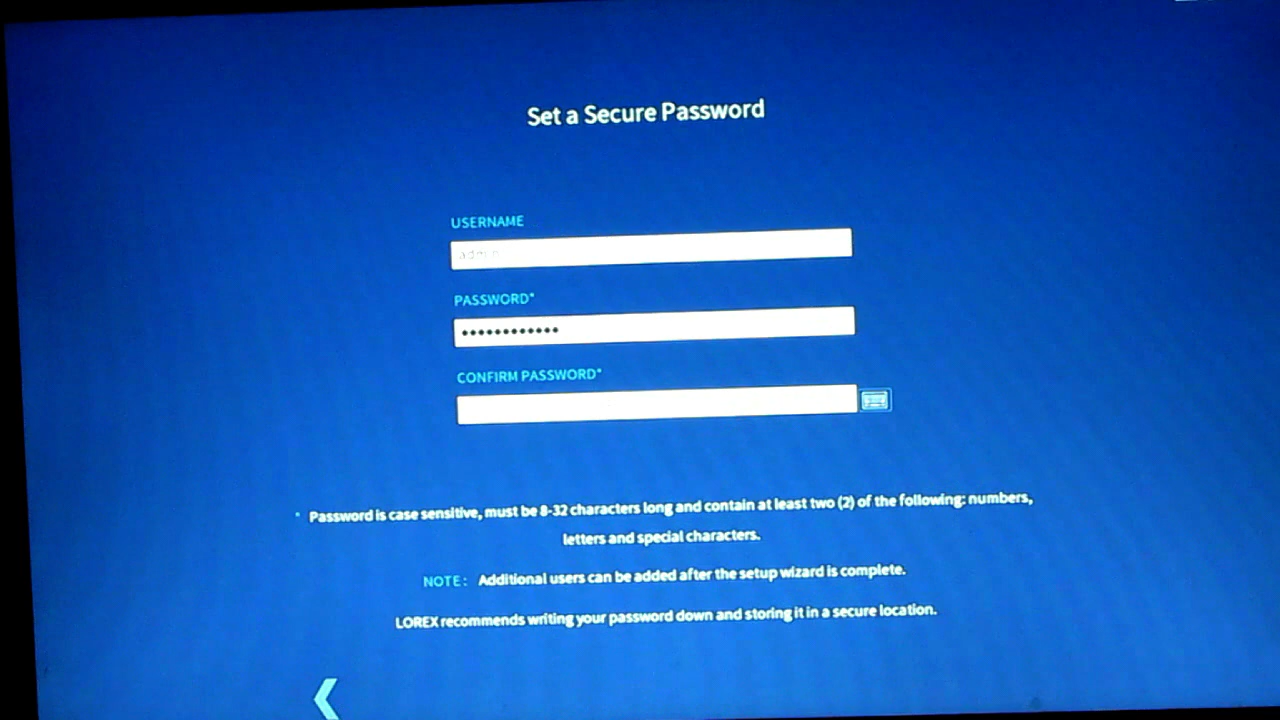 Set a Secure Password
USERNAME
admin
PASSWORD*
••••••••••••
CONFIRM PASSWORD*
* Password is case sensitive, must be 8-32 characters long and contain at least two (2) of the following: numbers,
letters and special characters.
NOTE: Additional users can be added after the setup wizard is complete.
LOREX recommends writing your password down and storing it in a secure location.